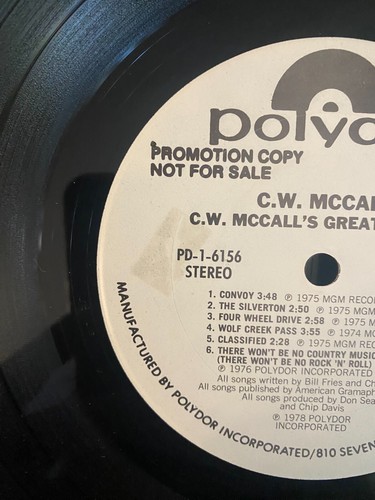 polydo
PROMOTION COPY
NOT FOR SALE
C.W. MCCA
C.W. MCCALL'S GREAT
PD-1-6156
STEREO
1. CONVOY 3:48 ℗ 1975 MGM RECO
2. THE SILVERTON 2:50 ℗ 1975 MGM
3. FOUR WHEEL DRIVE 2:58 ℗ 1975 M
4. WOLF CREEK PASS 3:55 ℗ 1974 MG
5. CLASSIFIED 2:28 ℗ 1975 MGM RECO
6. THERE WON'T BE NO COUNTRY MUSIC
(THERE WON'T BE NO ROCK 'N' ROLL)
℗ 1976 POLYDOR INCORPORATED
All songs written by Bill Fries and Ch
All songs published by American Gramaph
All songs produced by Don Sea
and Chip Davis
℗ 1978 POLYDOR
INCORPORATED
MANUFACTURED BY POLYDOR INCORPORATED/810 SEVEN